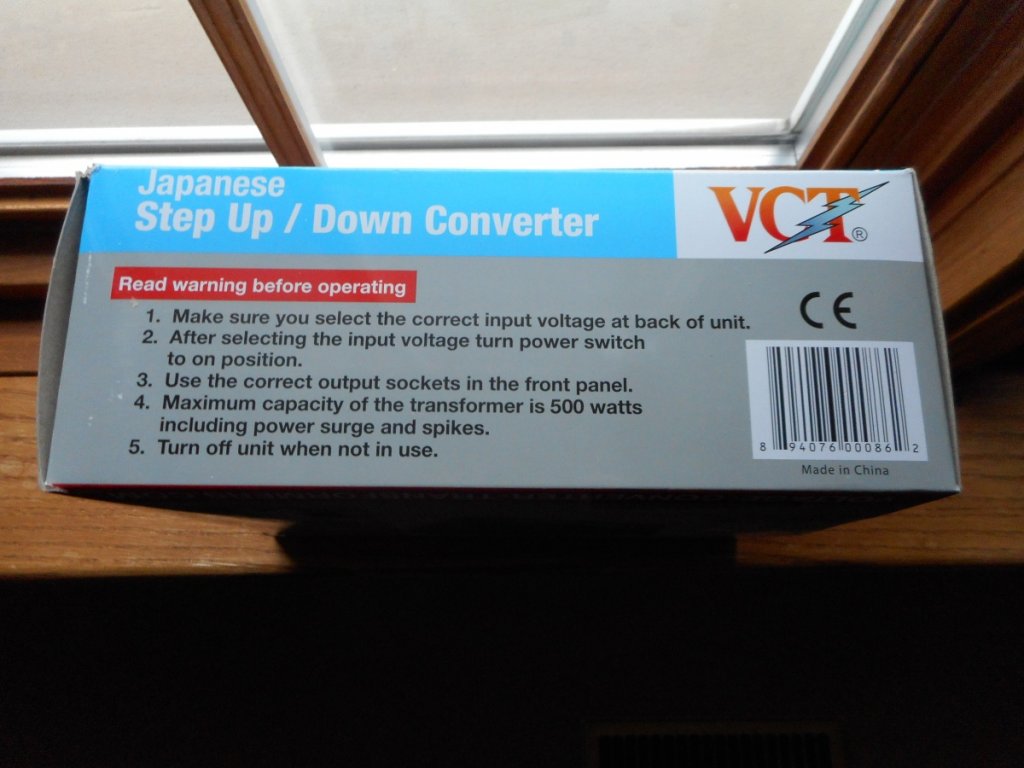 Japanese
Step Up / Down Converter
VCT®
Read warning before operating
1. Make sure you select the correct input voltage at back of unit.
2. After selecting the input voltage turn power switch
to on position.
3. Use the correct output sockets in the front panel.
4. Maximum capacity of the transformer is 500 watts
including power surge and spikes.
5. Turn off unit when not in use.
CE
8 94076 00086 2
Made in China